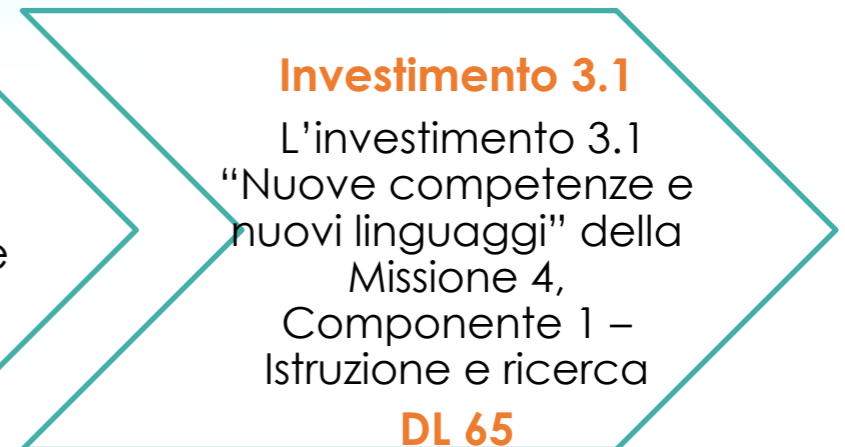 Investimento 3.1
L’investimento 3.1
“Nuove competenze e
nuovi linguaggi” della
e
Missione 4,
Componente 1 –
Istruzione e ricerca
DL 65